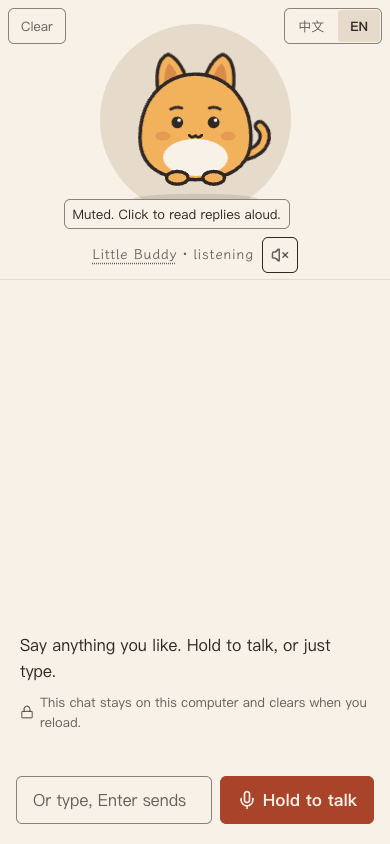 Clear
中文
EN
Muted. Click to read replies aloud.
Little Buddy • listening
Say anything you like. Hold to talk, or just
type.
This chat stays on this computer and clears when you
reload.
Or type, Enter sends
Hold to talk